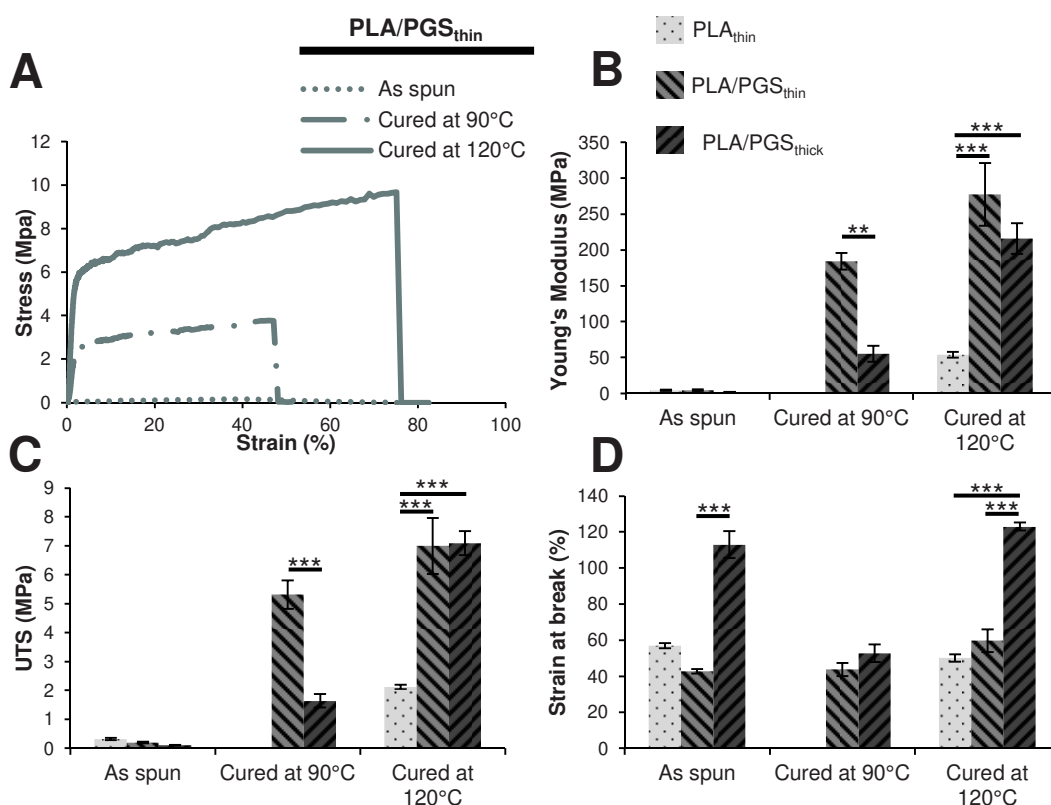 PLA/PGSthin
A
As spun
Cured at 90°C
Cured at 120°C
12
10
8
6
4
2
0
Stress (Mpa)
0 20 40 60 80 100
Strain (%)
B
PLAthin
PLA/PGSthin
PLA/PGSthick
350
300
250
200
150
100
50
0
Young's Modulus (MPa)
**
***
***
As spun Cured at 90°C Cured at
120°C
C
9
8
7
6
5
4
3
2
1
0
UTS (MPa)
***
***
***
As spun Cured at 90°C Cured at
120°C
D
140
120
100
80
60
40
20
0
Strain at break (%)
***
***
***
As spun Cured at 90°C Cured at
120°C